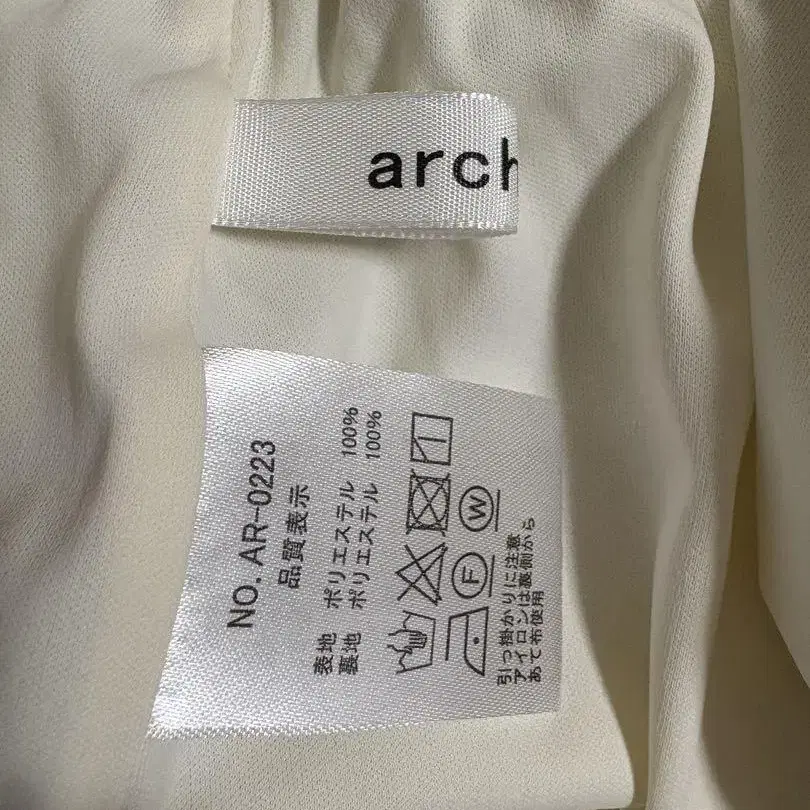 arch
NO. AR-0223
品質表示
表地 ポリエステル 100%
裏地 ポリエステル 100%
F W
引っ掛かりに注意
アイロンは裏側から
あて布使用